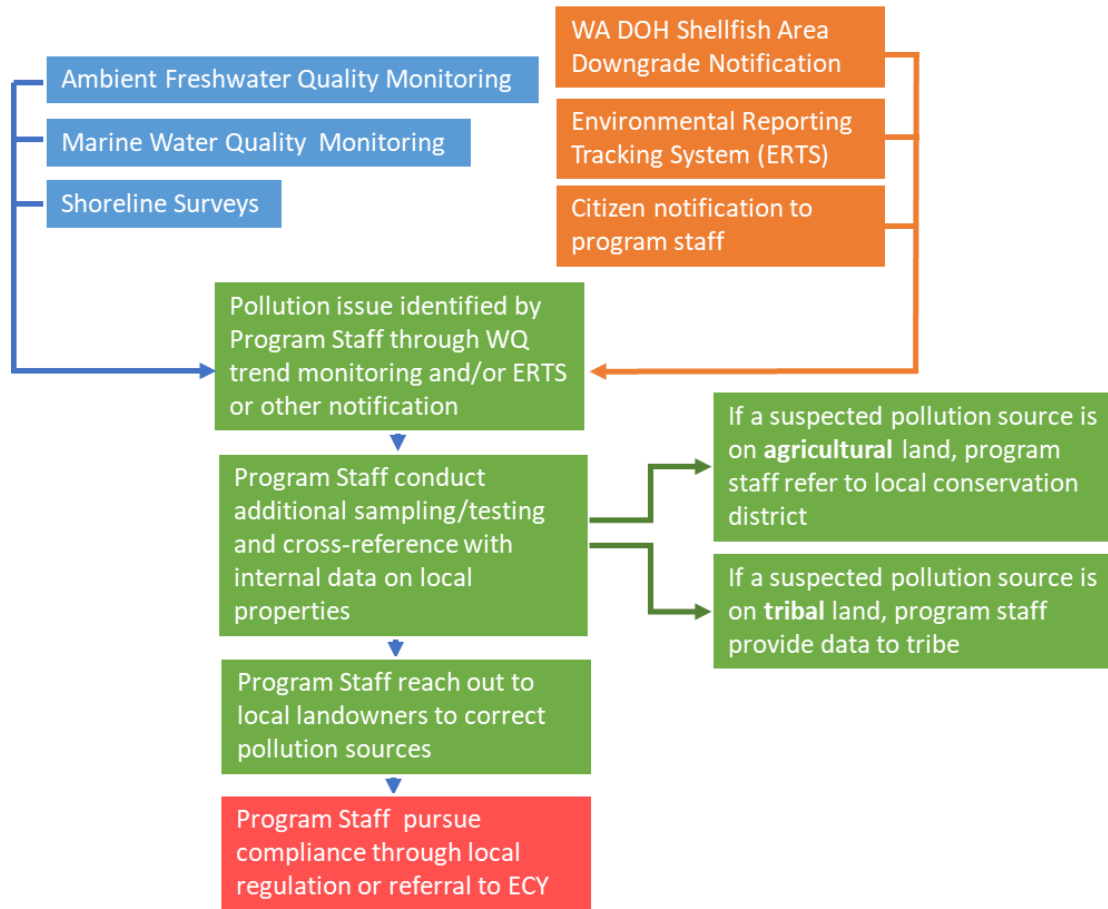 Ambient Freshwater Quality Monitoring
Marine Water Quality  Monitoring
Shoreline Surveys
WA DOH Shellfish Area
Downgrade Notification
Environmental Reporting
Tracking System (ERTS)
Citizen notification to
program staff
Pollution issue identified by
Program Staff through WQ
trend monitoring and/or ERTS
or other notification
Program Staff conduct
additional sampling/testing
and cross-reference with
internal data on local
properties
If a suspected pollution source is
on agricultural land, program
staff refer to local conservation
district
If a suspected pollution source is
on tribal land, program staff
provide data to tribe
Program Staff reach out to
local landowners to correct
pollution sources
Program Staff  pursue
compliance through local
regulation or referral to ECY